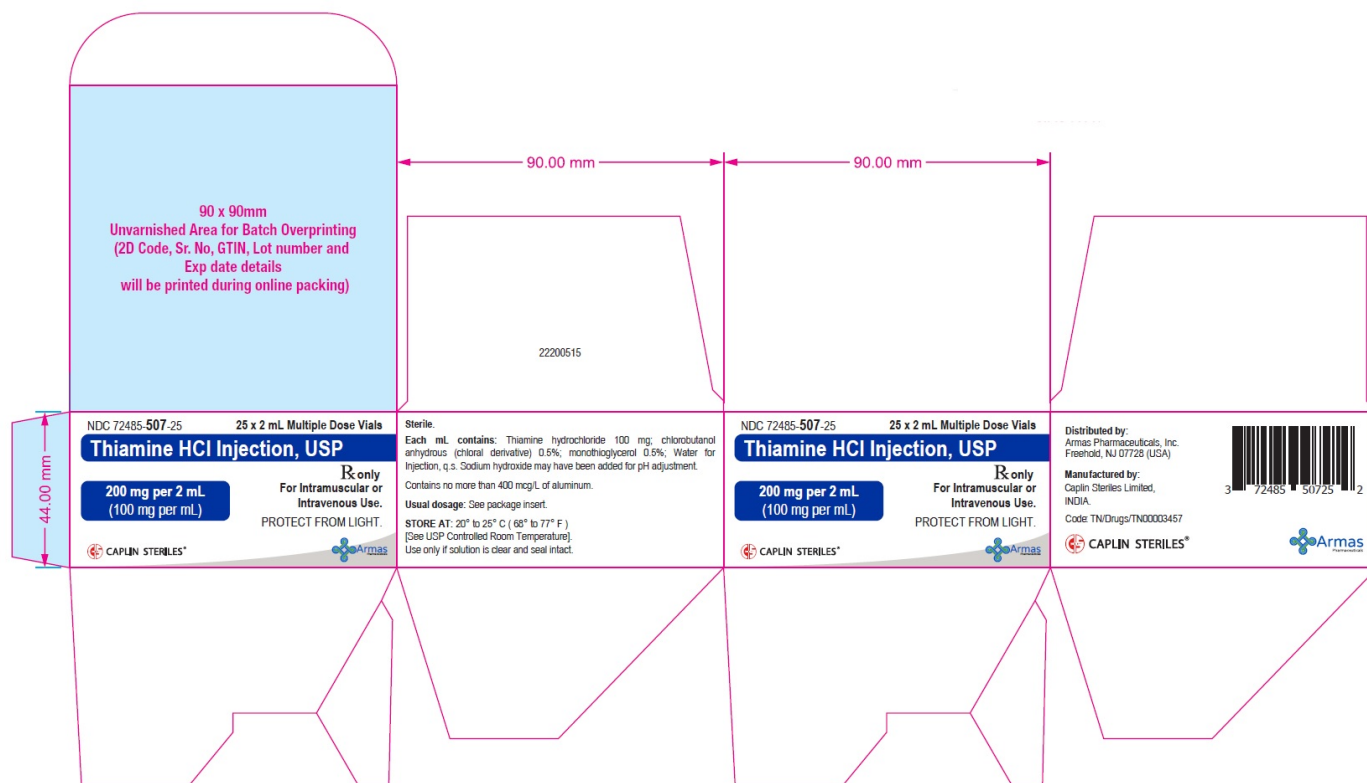 90.00 mm
90.00 mm
90 x 90mm
Unvarnished Area for Batch Overprinting
(2D Code, Sr. No, GTIN, Lot number and
Exp date details
will be printed during online packing)
22200515
44.00 mm
NDC 72485-507-25 25 x 2 mL Multiple Dose Vials
Thiamine HCl Injection, USP
Rx only
For Intramuscular or
Intravenous Use.
200 mg per 2 mL
(100 mg per mL)
PROTECT FROM LIGHT.
CAPLIN STERILES®
Armas
Pharmaceuticals
Sterile.
Each mL contains: Thiamine hydrochloride 100 mg; chlorobutanol
anhydrous (chloral derivative) 0.5%; monothioglycerol 0.5%; Water for
Injection, q.s. Sodium hydroxide may have been added for pH adjustment.
Contains no more than 400 mcg/L of aluminum.
Usual dosage: See package insert.
STORE AT: 20° to 25° C ( 68° to 77° F )
[See USP Controlled Room Temperature].
Use only if solution is clear and seal intact.
NDC 72485-507-25 25 x 2 mL Multiple Dose Vials
Thiamine HCl Injection, USP
Rx only
For Intramuscular or
Intravenous Use.
200 mg per 2 mL
(100 mg per mL)
PROTECT FROM LIGHT.
CAPLIN STERILES®
Armas
Pharmaceuticals
Distributed by:
Armas Pharmaceuticals, Inc.
Freehold, NJ 07728 (USA)
Manufactured by:
Caplin Steriles Limited,
INDIA.
Code: TN/Drugs/TN00003457
3 72485 50725 2
CAPLIN STERILES®
Armas
Pharmaceuticals